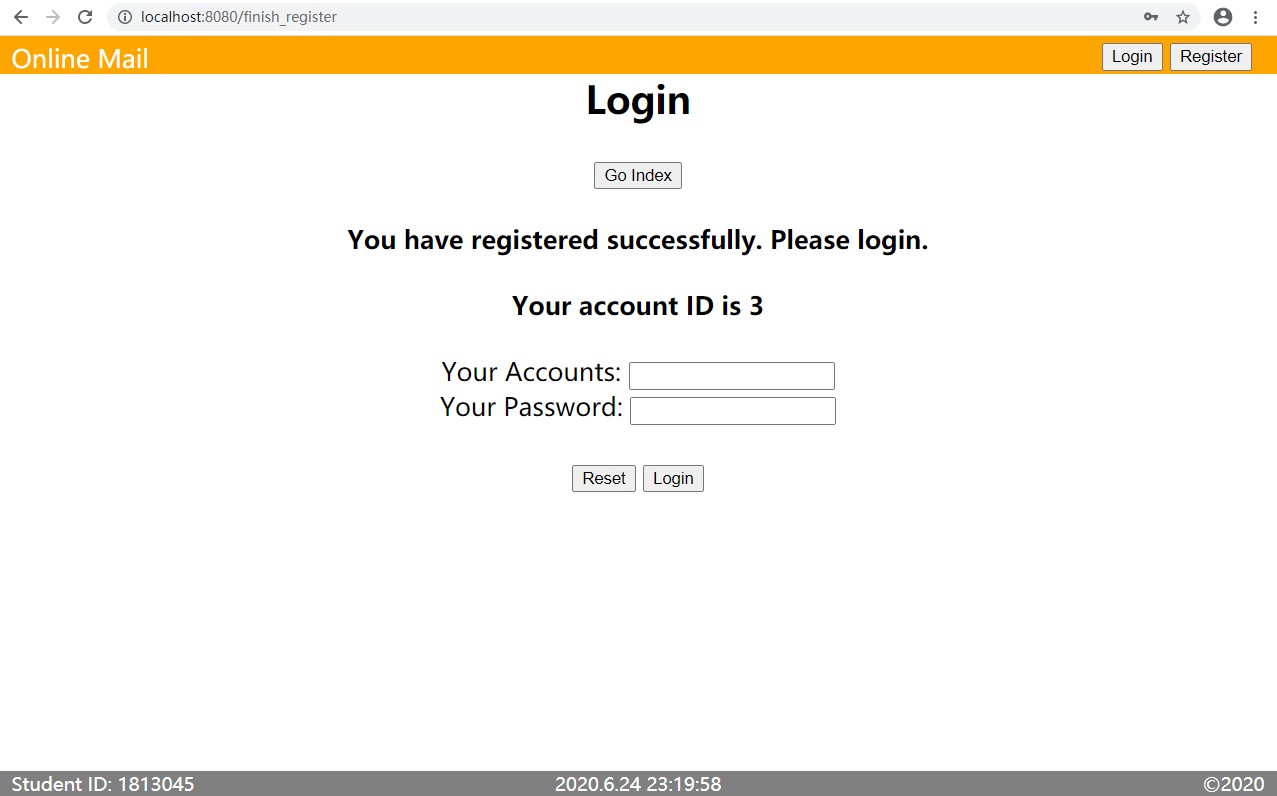 localhost:8080/finish_register
Online Mail
Login Register
Login
Go Index
You have registered successfully. Please login.
Your account ID is 3
Your Accounts:
Your Password:
Reset Login
Student ID: 1813045 2020.6.24 23:19:58 ©2020